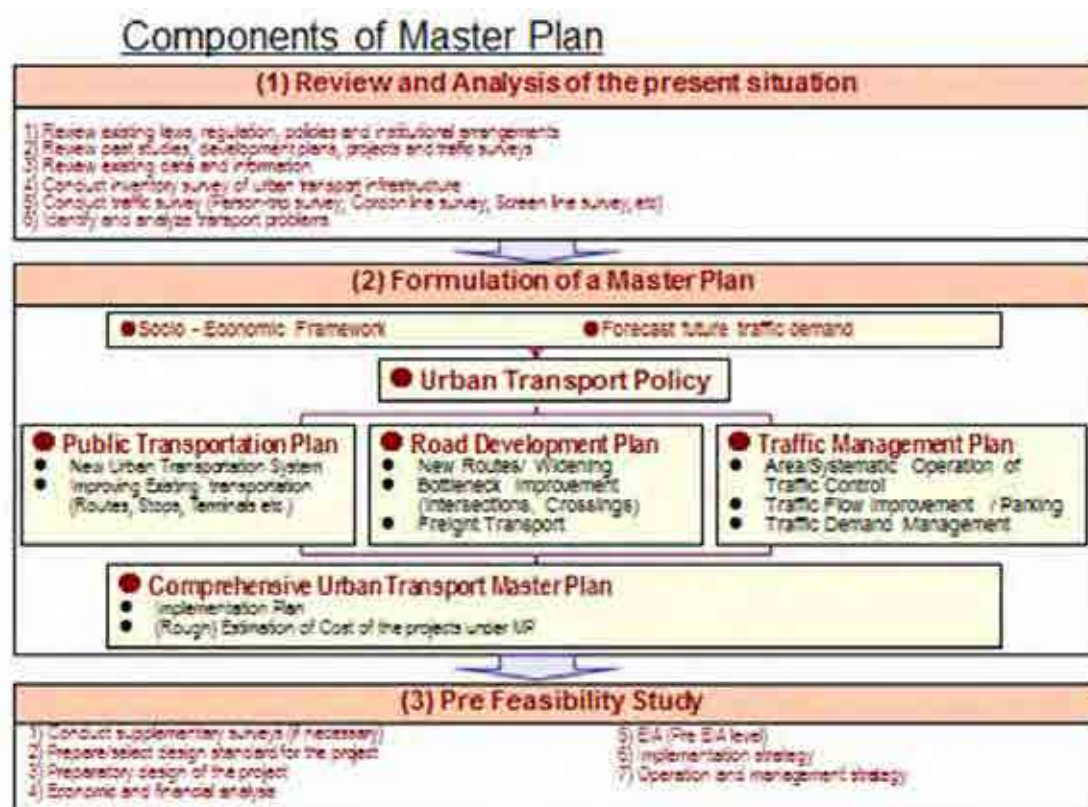 Components of Master Plan
(1) Review and Analysis of the present situation
1) Review existing laws, regulation, policies and institutional arrangements
2) Review past studies, development plans, projects and traffic surveys
3) Review existing data and information
4) Conduct inventory survey of urban transport infrastructure
5) Conduct traffic survey (Person-trip survey, Cordon line survey, Screen line survey, etc)
6) Identify and analyze transport problems
(2) Formulation of a Master Plan
● Socio - Economic Framework ● Forecast future traffic demand
● Urban Transport Policy
● Public Transportation Plan
● New Urban Transportation System
● Improving Existing transportation
(Routes, Stops, Terminals etc.)
● Road Development Plan
● New Routes/ Widening
● Bottleneck Improvement
(Intersections, Crossings)
● Freight Transport
● Traffic Management Plan
● Area/Systematic Operation of
Traffic Control
● Traffic Flow Improvement / Parking
● Traffic Demand Management
● Comprehensive Urban Transport Master Plan
● Implementation Plan
● (Rough) Estimation of Cost of the projects under MP
(3) Pre Feasibility Study
1) Conduct supplementary surveys (if necessary)
2) Prepare/select design standard for the project
3) Preparatory design of the project
4) Economic and financial analysis
5) EIA (Pre EIA level)
6) Implementation strategy
7) Operation and management strategy